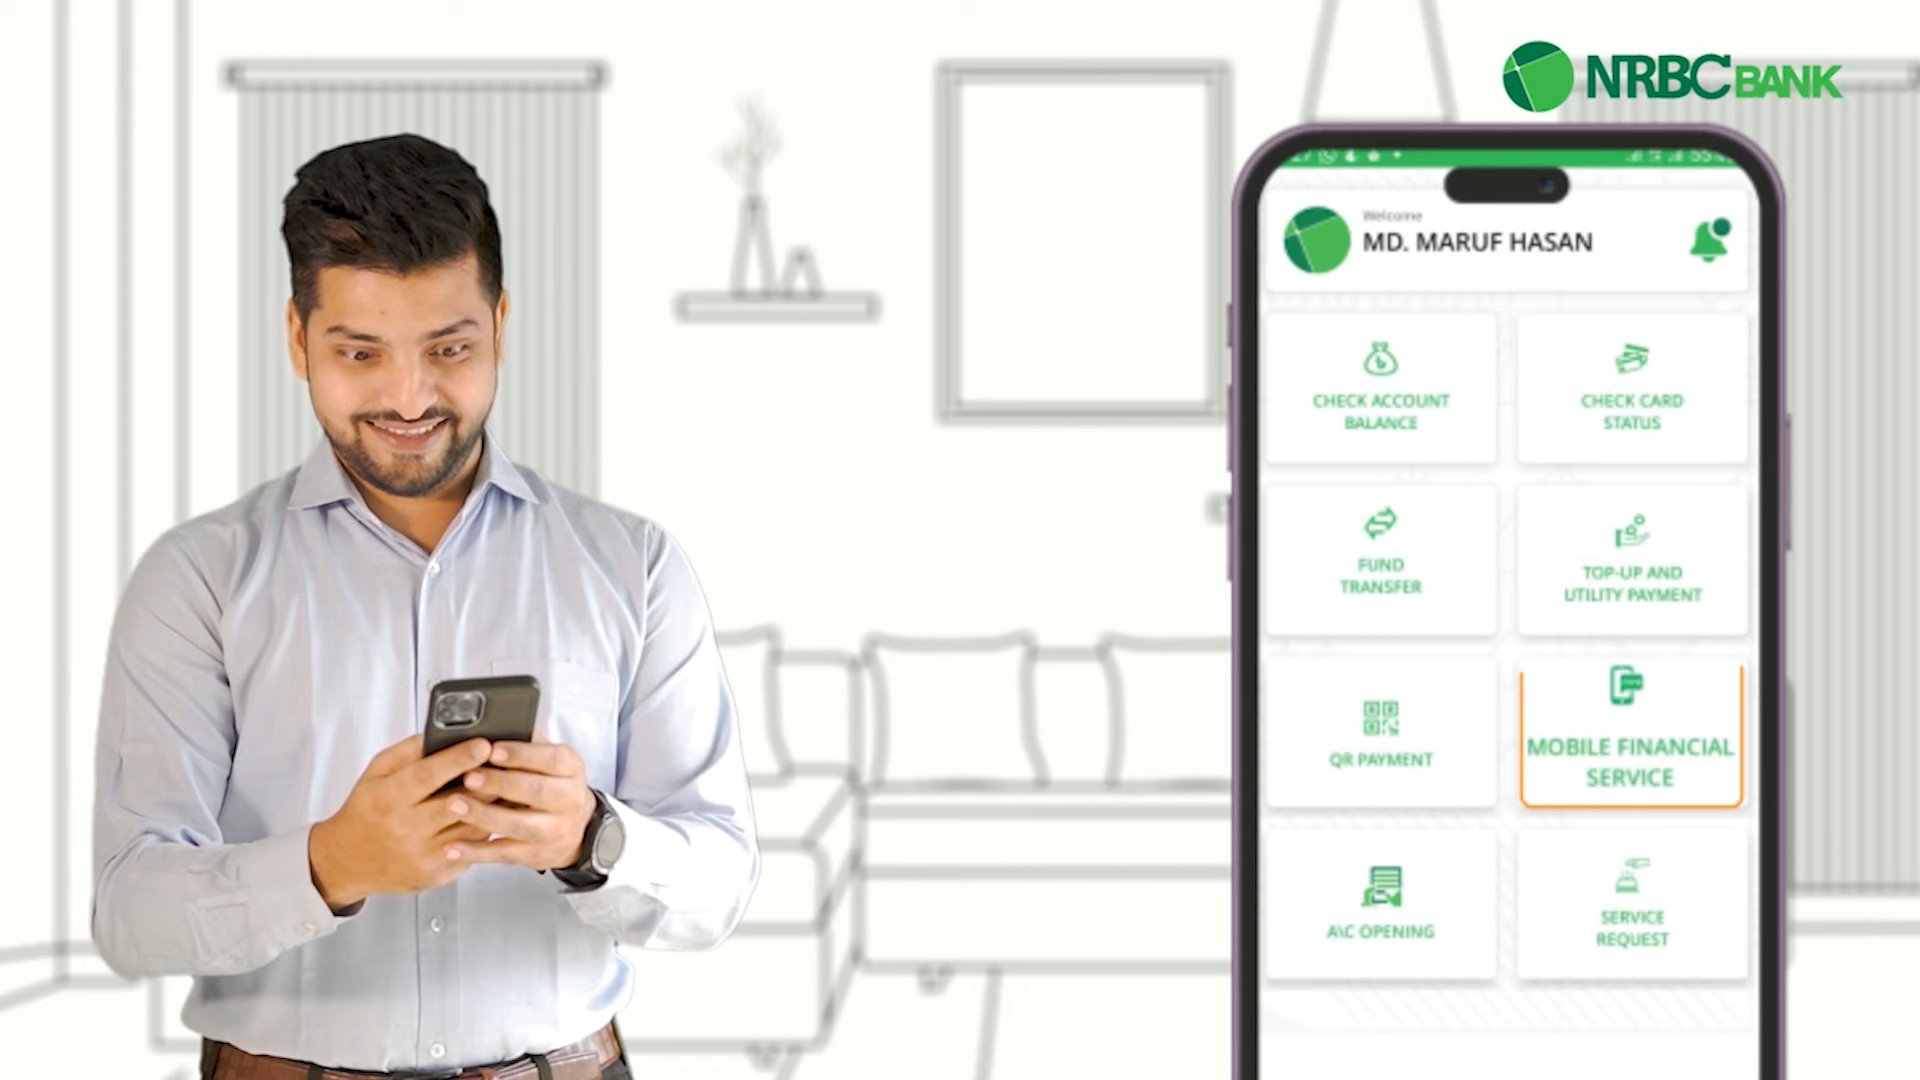 NRBC BANK
Welcome
MD. MARUF HASAN
CHECK ACCOUNT
BALANCE
CHECK CARD
STATUS
FUND
TRANSFER
TOP-UP AND
UTILITY PAYMENT
QR PAYMENT
MOBILE FINANCIAL
SERVICE
A\C OPENING
SERVICE
REQUEST